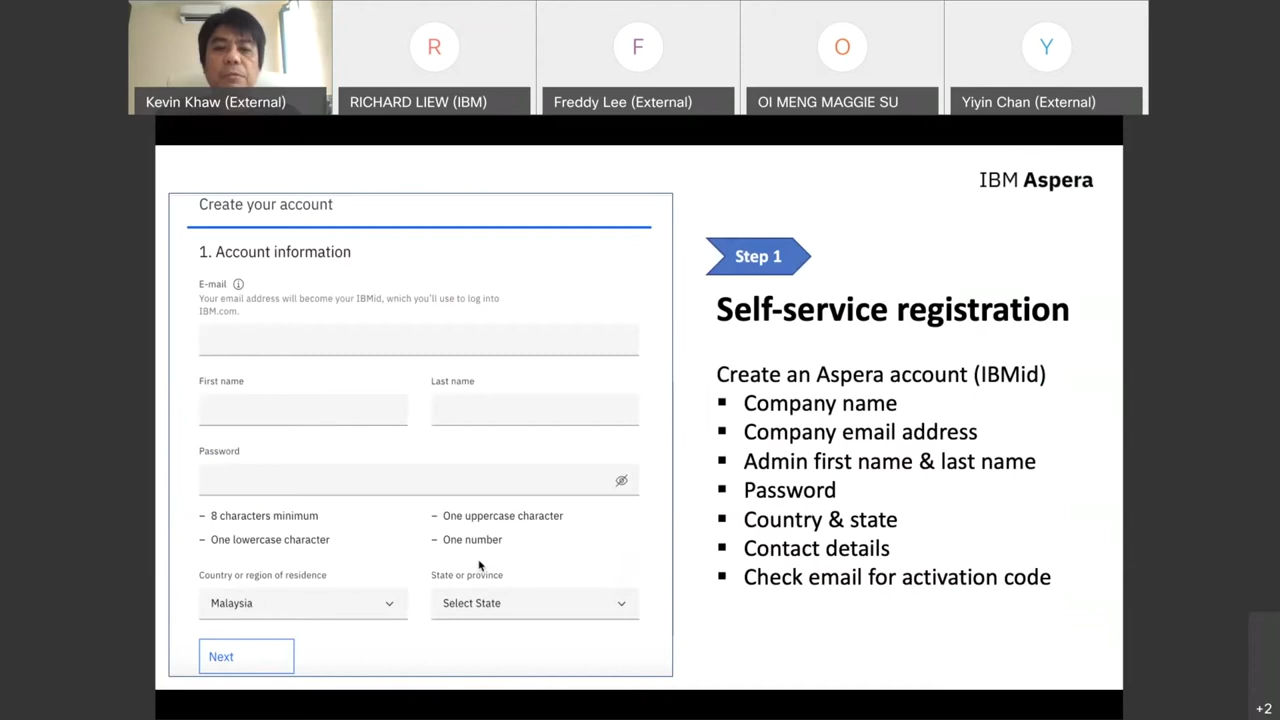 R
F
O
Y
Kevin Khaw (External)
RICHARD LIEW (IBM)
Freddy Lee (External)
OI MENG MAGGIE SU
Yiyin Chan (External)
IBM Aspera
Create your account
1. Account information
E-mail
Your email address will become your IBMid, which you'll use to log into
IBM.com.
First name
Last name
Password
– 8 characters minimum
– One uppercase character
– One lowercase character
– One number
Country or region of residence
State or province
Malaysia
Select State
Next
Step 1
Self-service registration
Create an Aspera account (IBMid)
▪ Company name
▪ Company email address
▪ Admin first name & last name
▪ Password
▪ Country & state
▪ Contact details
▪ Check email for activation code
+2